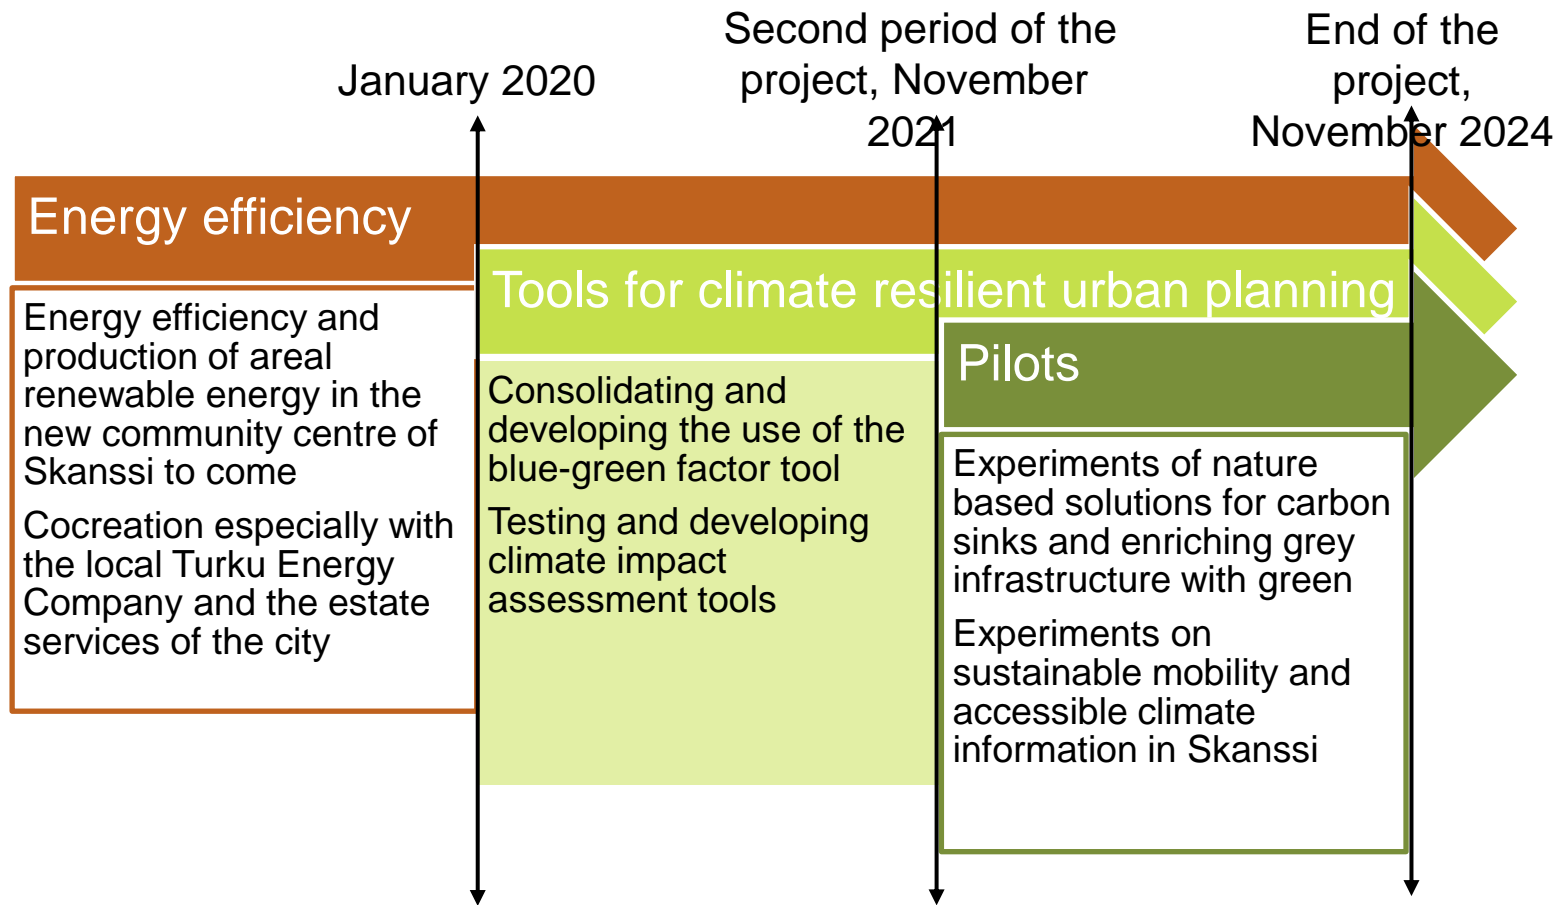 January 2020
Second period of the
project, November
2021
End of the
project,
November 2024
Energy efficiency
Energy efficiency and
production of areal
renewable energy in the
new community centre of
Skanssi to come
Cocreation especially with
the local Turku Energy
Company and the estate
services of the city
Tools for climate resilient urban planning
Consolidating and
developing the use of the
blue-green factor tool
Testing and developing
climate impact
assessment tools
Pilots
Experiments of nature
based solutions for carbon
sinks and enriching grey
infrastructure with green
Experiments on
sustainable mobility and
accessible climate
information in Skanssi